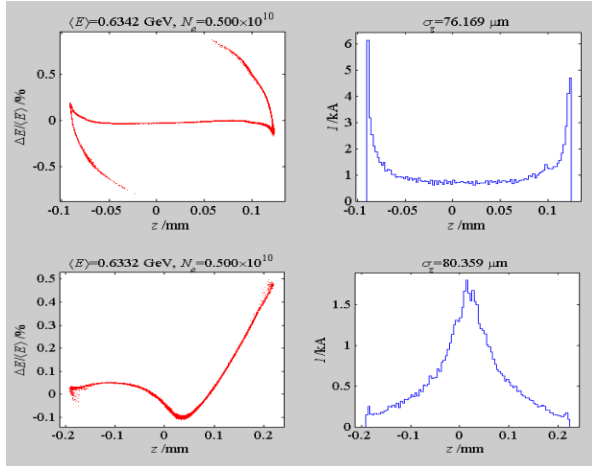 ⟨E⟩=0.6342 GeV, N_e=0.500×10^10
σ_z=76.169 μm
ΔE/⟨E⟩ /%
0.5
0
-0.5
-0.1 -0.05 0 0.05 0.1
z /mm
I/kA
6
5
4
3
2
1
0
-0.1 -0.05 0 0.05 0.1
z /mm
⟨E⟩=0.6332 GeV, N_e=0.500×10^10
σ_z=80.359 μm
ΔE/⟨E⟩ /%
0.5
0.4
0.3
0.2
0.1
0
-0.1
-0.2 -0.1 0 0.1 0.2
z /mm
I/kA
1.5
1
0.5
0
-0.2 -0.1 0 0.1 0.2
z /mm